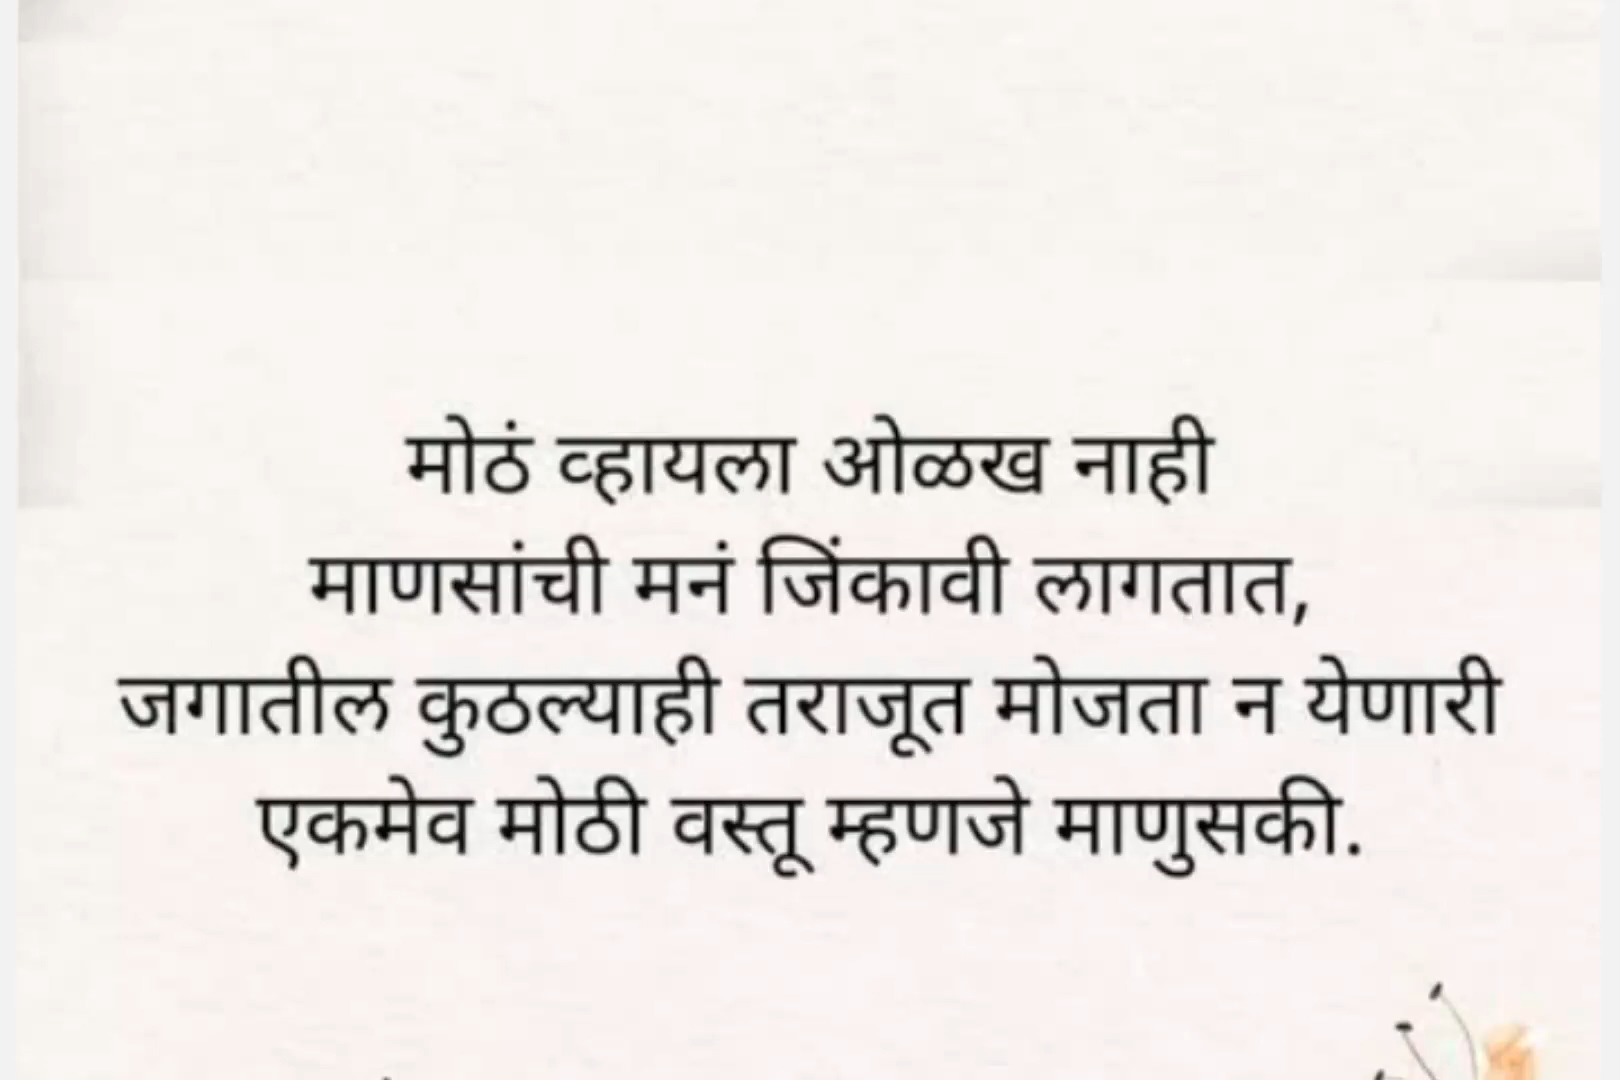 मोठं व्हायला ओळख नाही
माणसांची मनं जिंकावी लागतात,
जगातील कुठल्याही तराजूत मोजता न येणारी
एकमेव मोठी वस्तू म्हणजे माणुसकी.